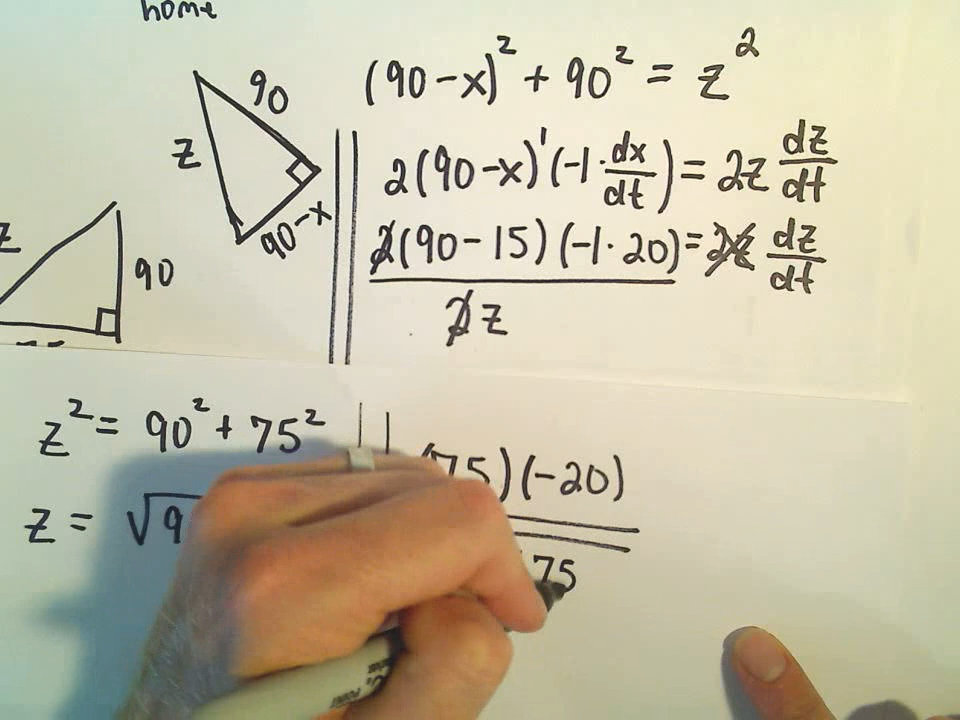 home
90
z
90-x
z
90
(90-x)² + 90² = z²
2(90-x)'(-1·dx/dt) = 2z dz/dt
2(90-15)(-1·20) = 2z dz/dt
2z
z² = 90² + 75²
z = √9
(75)(-20)
75